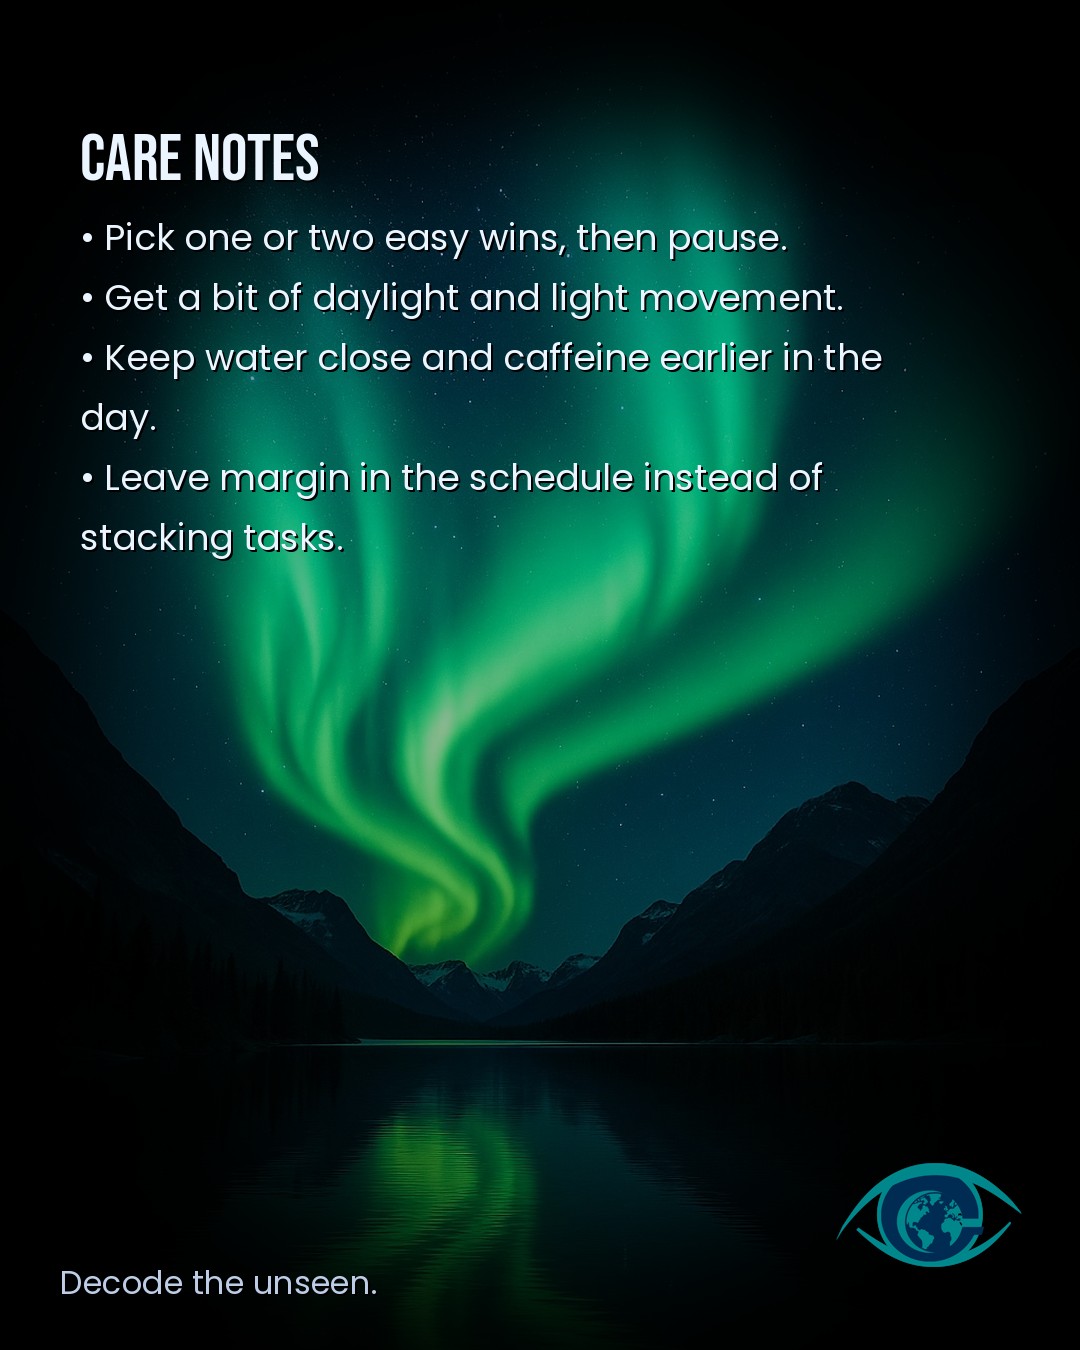 CARE NOTES
• Pick one or two easy wins, then pause.
• Get a bit of daylight and light movement.
• Keep water close and caffeine earlier in the
day.
• Leave margin in the schedule instead of
stacking tasks.
Decode the unseen.